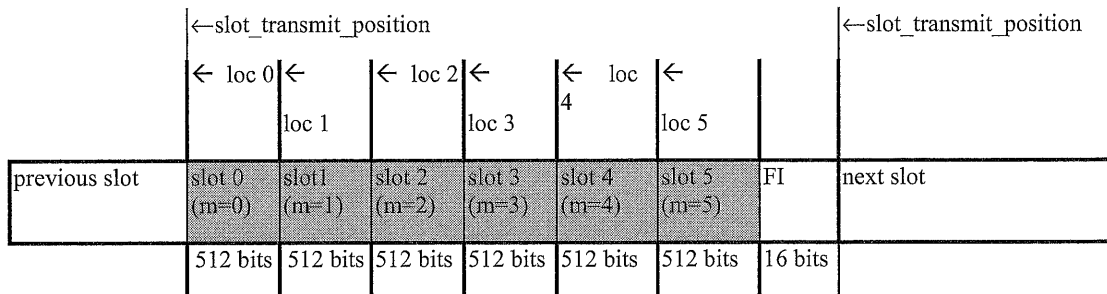 ←slot_transmit_position ←slot_transmit_position
← loc 0 ← ← loc 2 ← ← loc ←
4
loc 1 loc 3 loc 5
previous slot slot 0 slot1 slot 2 slot 3 slot 4 slot 5 FI next slot
(m=0) (m=1) (m=2) (m=3) (m=4) (m=5)
512 bits 512 bits 512 bits 512 bits 512 bits 512 bits 16 bits